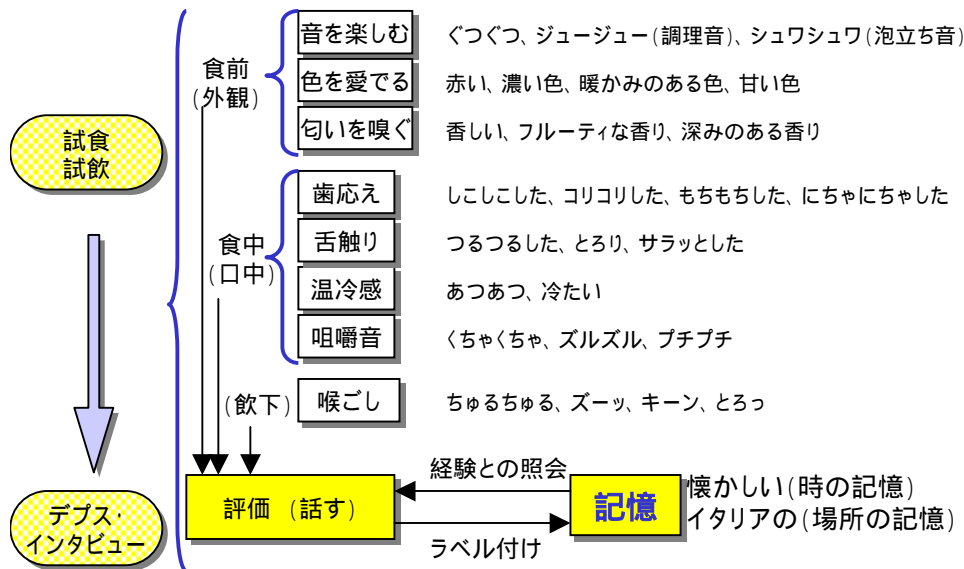 音を楽しむ ぐつぐつ、ジュージュー(調理音)、シュワシュワ(泡立ち音)
食前
(外観)
色を愛でる 赤い、濃い色、暖かみのある色、甘い色
匂いを嗅ぐ 香しい、フルーティな香り、深みのある香り
試食
試飲
歯応え しこしこした、コリコリした、もちもちした、にちゃにちゃした
食中
(口中)
舌触り つるつるした、とろり、サラッとした
温冷感 あつあつ、冷たい
咀嚼音 くちゃくちゃ、ズルズル、プチプチ
(飲下) 喉ごし ちゅるちゅる、ズーッ、キーン、とろっ
デプス・
インタビュー
評価 (話す)
経験との照会
ラベル付け
記憶
懐かしい(時の記憶)
イタリアの(場所の記憶)